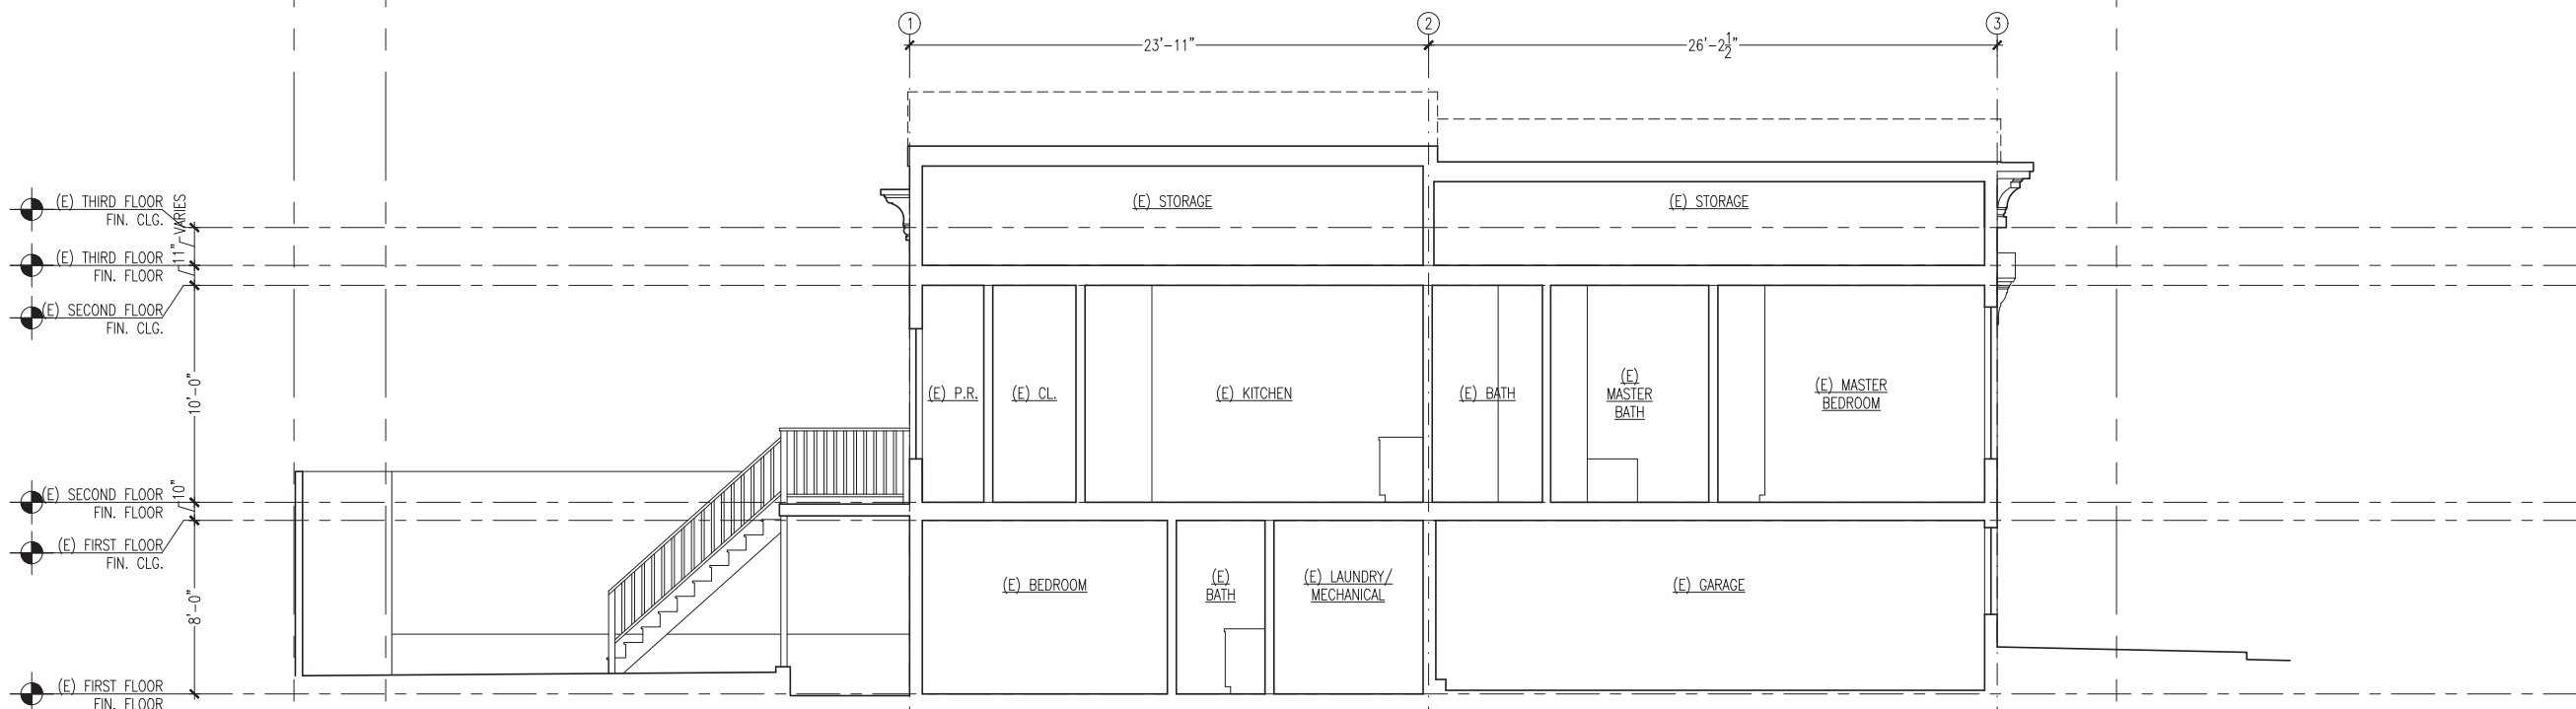 1
2
3
23'-11"
26'-2 1/2"
(E) THIRD FLOOR
FIN. CLG.
VARIES
(E) THIRD FLOOR
FIN. FLOOR
11"
(E) SECOND FLOOR
FIN. CLG.
10'-0"
(E) SECOND FLOOR
FIN. FLOOR
10"
(E) FIRST FLOOR
FIN. CLG.
8'-0"
(E) FIRST FLOOR
FIN. FLOOR
(E) STORAGE
(E) STORAGE
(E) P.R.
(E) CL.
(E) KITCHEN
(E) BATH
(E)
MASTER
BATH
(E) MASTER
BEDROOM
(E) BEDROOM
(E)
BATH
(E) LAUNDRY/
MECHANICAL
(E) GARAGE